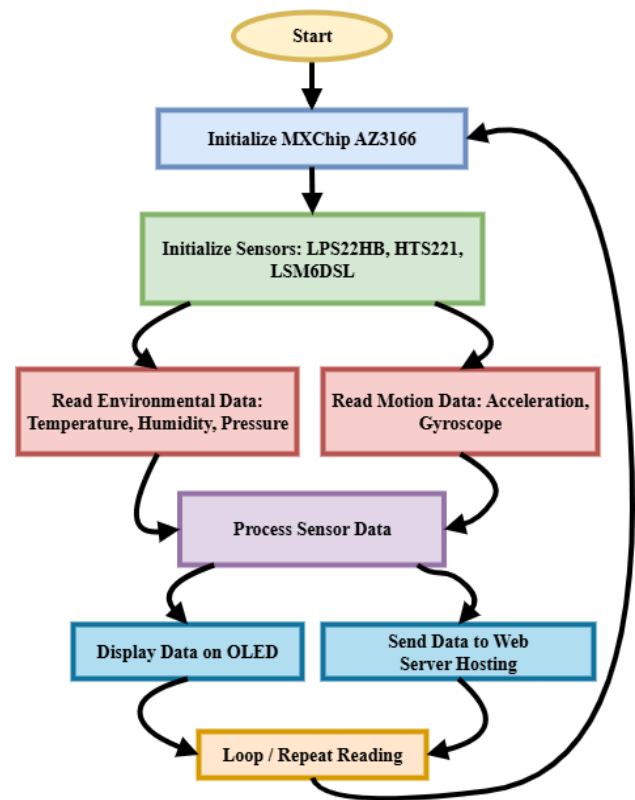 Start
Initialize MXChip AZ3166
Initialize Sensors: LPS22HB, HTS221,
LSM6DSL
Read Environmental Data:
Temperature, Humidity, Pressure
Read Motion Data: Acceleration,
Gyroscope
Process Sensor Data
Display Data on OLED
Send Data to Web
Server Hosting
Loop / Repeat Reading